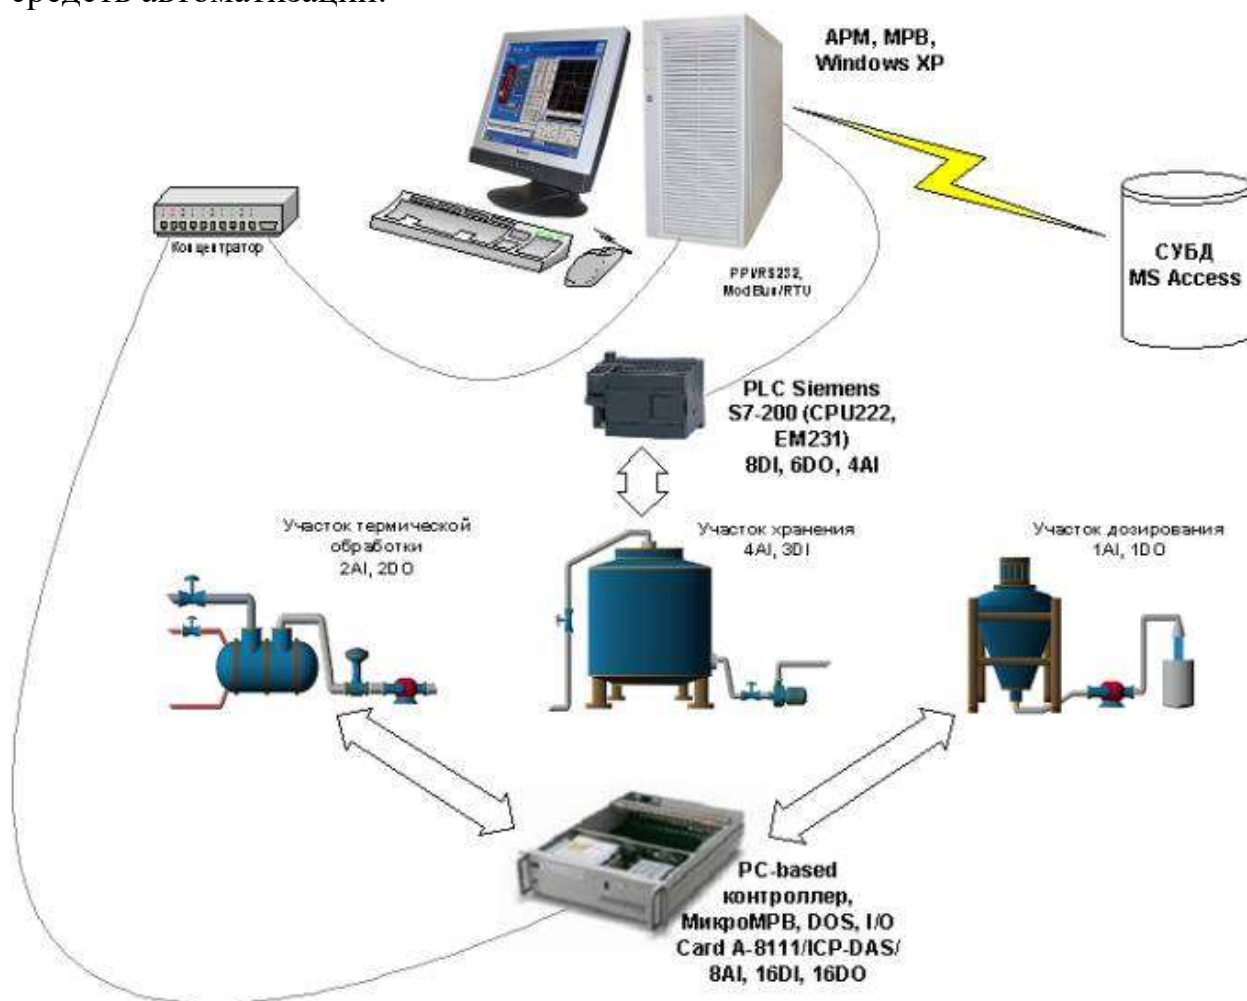 средств автоматизации.
АРМ, МРВ,
Windows XP
Концентратор
PPI/RS232,
ModBus/RTU
СУБД
MS Access
PLC Siemens
S7-200 (CPU222,
EM231)
8DI, 6DO, 4AI
Участок термической
обработки
2AI, 2DO
Участок хранения
4AI, 3DI
Участок дозирования
1AI, 1DO
PC-based
контроллер,
МикроМРВ, DOS, I/O
Card A-8111/ICP-DAS/
8AI, 16DI, 16DO